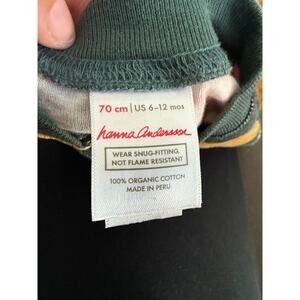 70 cm | US 6-12 mos
hanna andersson
WEAR SNUG-FITTING,
NOT FLAME RESISTANT
100% ORGANIC COTTON
MADE IN PERU